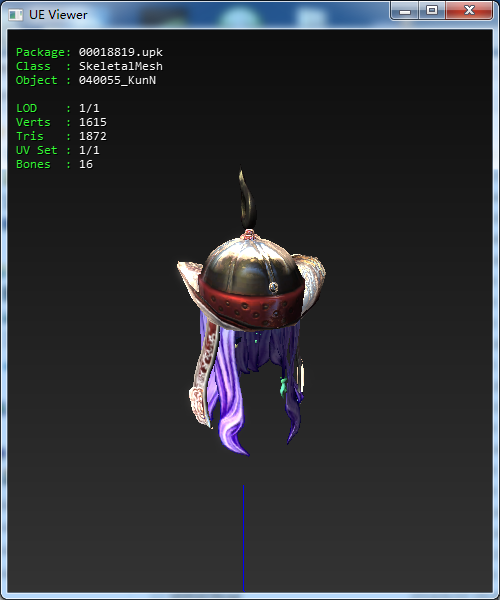 UE Viewer
Package: 00018819.upk
Class : SkeletalMesh
Object : 040055_KunN
LOD : 1/1
Verts : 1615
Tris : 1872
UV Set : 1/1
Bones : 16